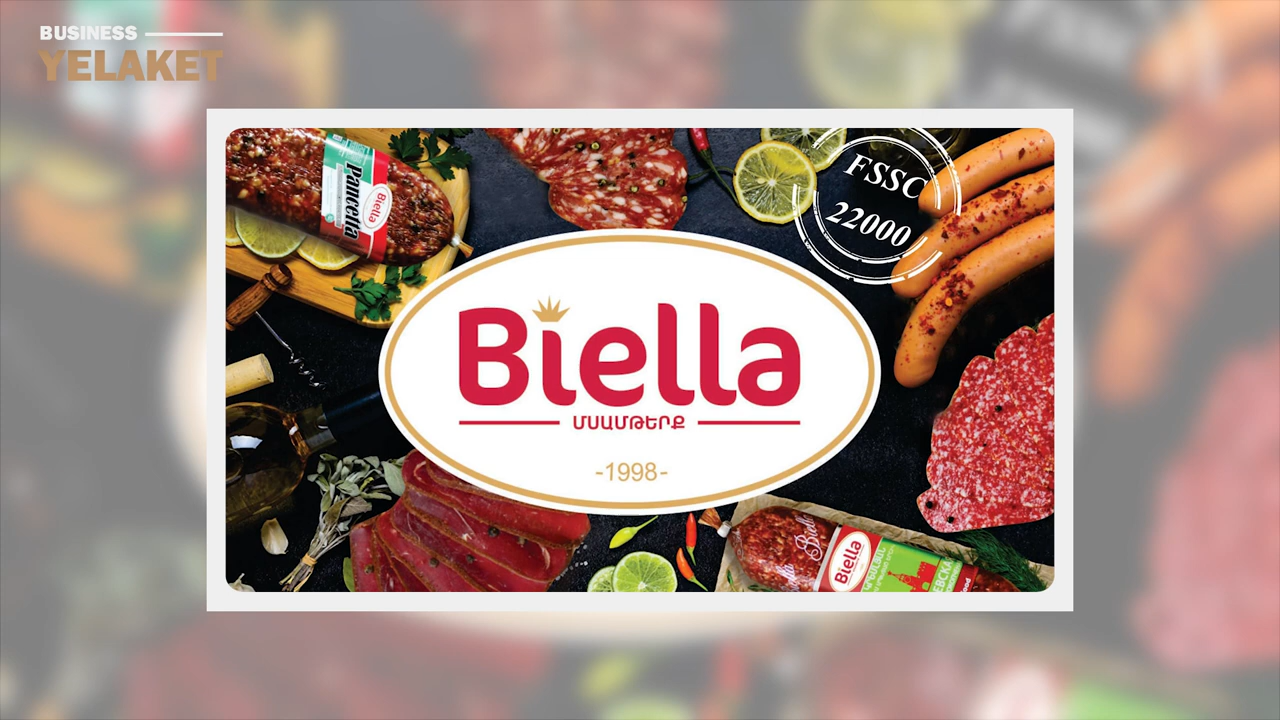 BUSINESS
YELAKET
FSSC
22000
Pancetta
Biella
Biella
ՄՍԱՄԹԵՐՔ
-1998-
Biella